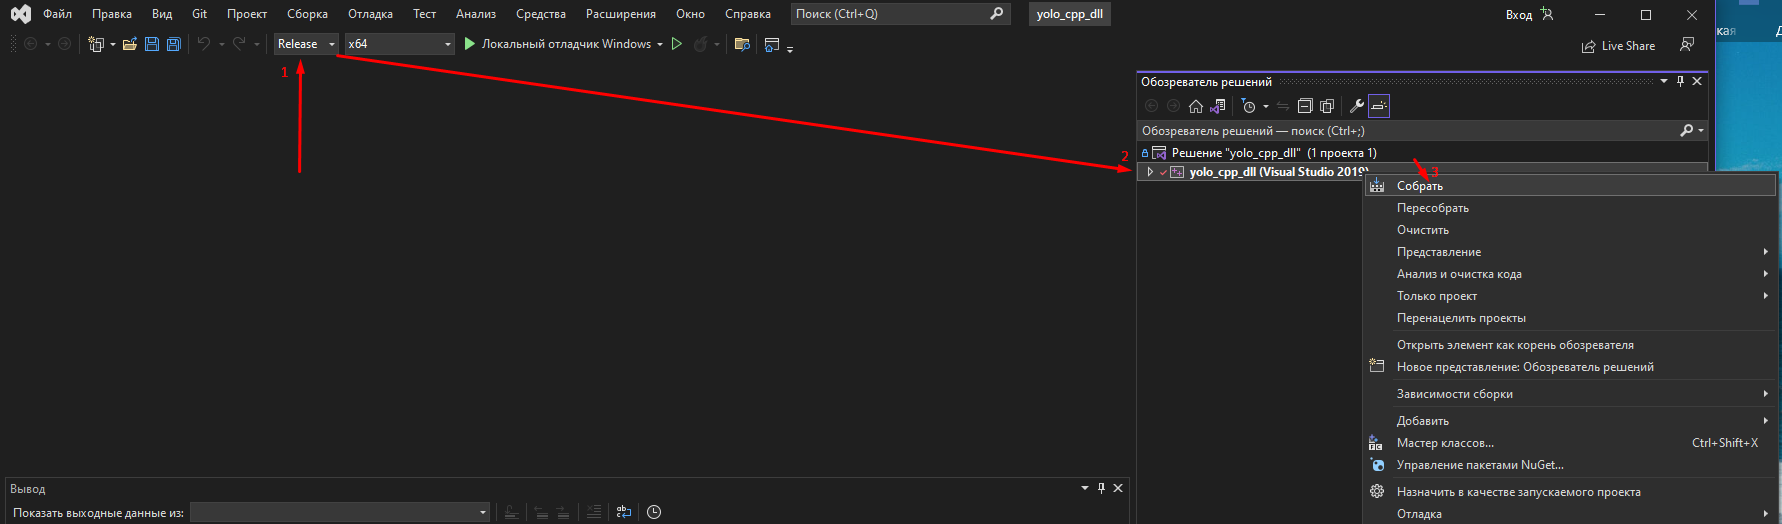 Файл Правка Вид Git Проект Сборка Отладка Тест Анализ Средства Расширения Окно Справка Поиск (Ctrl+Q) yolo_cpp_dll Вход
Release x64 Локальный отладчик Windows Live Share
кая Д
1
Обозреватель решений
Обозреватель решений — поиск (Ctrl+;)
2
Решение "yolo_cpp_dll" (1 проекта 1)
yolo_cpp_dll (Visual Studio 2019)
3
Собрать
Пересобрать
Очистить
Представление
Анализ и очистка кода
Только проект
Перенацелить проекты
Открыть элемент как корень обозревателя
Новое представление: Обозреватель решений
Зависимости сборки
Добавить
Мастер классов... Ctrl+Shift+X
Управление пакетами NuGet...
Назначить в качестве запускаемого проекта
Отладка
Вывод
Показать выходные данные из: